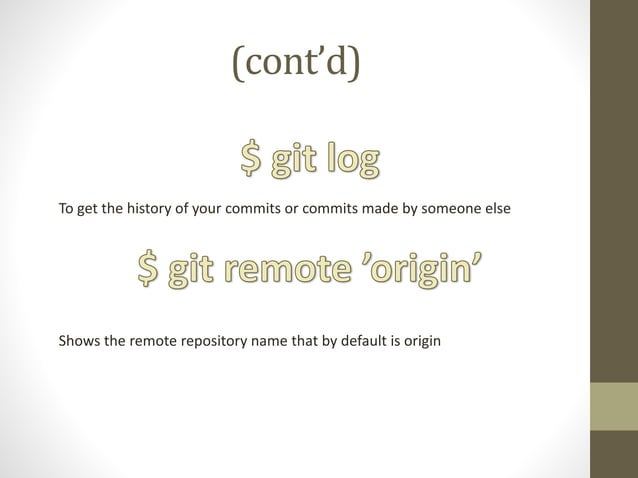 (cont’d)
$ git log
To get the history of your commits or commits made by someone else
$ git remote ’origin’
Shows the remote repository name that by default is origin